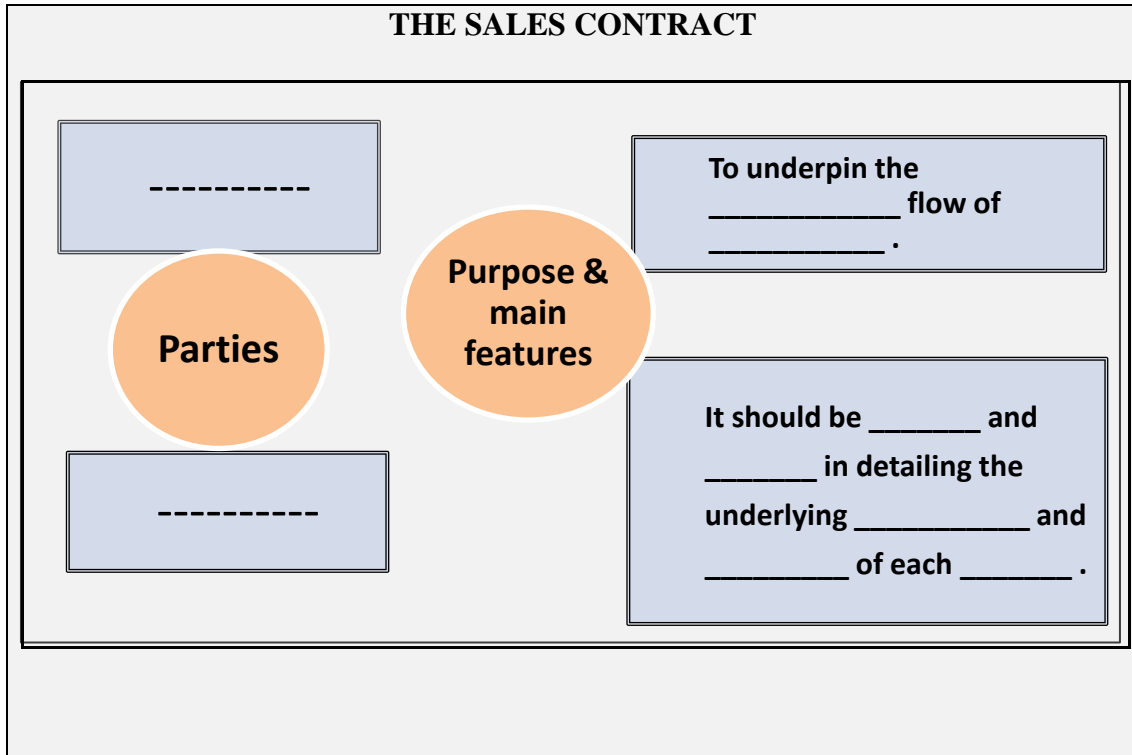 THE SALES CONTRACT
----------
Parties
----------
Purpose &
main
features
To underpin the
____________ flow of
___________ .
It should be _______ and
_______ in detailing the
underlying ___________ and
_________ of each _______ .